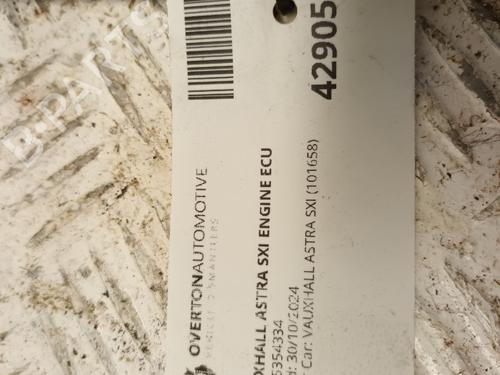 B-PARTS
42905
OVERTONAUTOMOTIVE
XHALL ASTRA SXI ENGINE ECU
5354334
d: 30/10/2024
Car: VAUXHALL ASTRA SXI (101658)